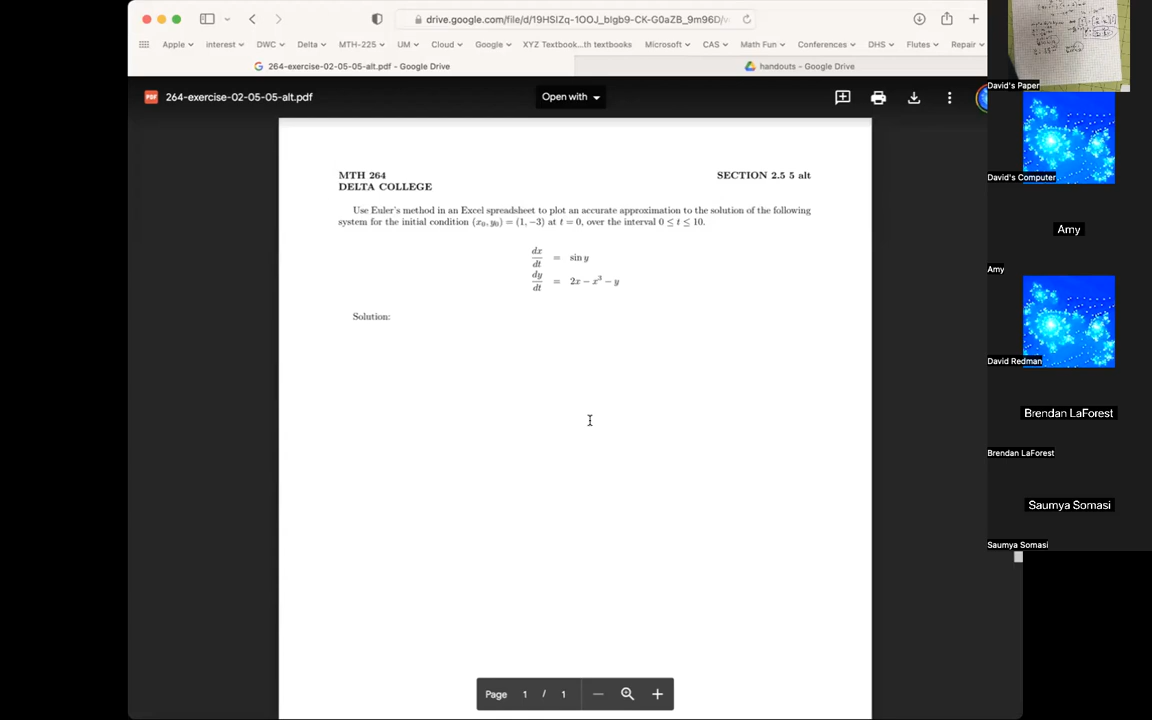 drive.google.com/file/d/
Apple interest DWC Delta MTH-225 UM Cloud Google XYZ Textbook...th textbooks Microsoft CAS Math Fun Conferences DHS Flutes Repair
264-exercise-02-05-05-alt.pdf - Google Drive
handouts - Google Drive
PDF 264-exercise-02-05-05-alt.pdf
Open with
MTH 264
DELTA COLLEGE
SECTION 2.5 5 alt
Use Euler's method in an Excel spreadsheet to plot an accurate approximation to the solution of the following
system for the initial condition (x₀, y₀) = (1, −3) at t = 0, over the interval 0 ≤ t ≤ 10.
dx/dt = sin y
dy/dt = 2x − x³ − y
Solution:
Page 1 / 1
David's Paper
David's Computer
Amy
Amy
David Redman
Brendan LaForest
Brendan LaForest
Saumya Somasi
Saumya Somasi